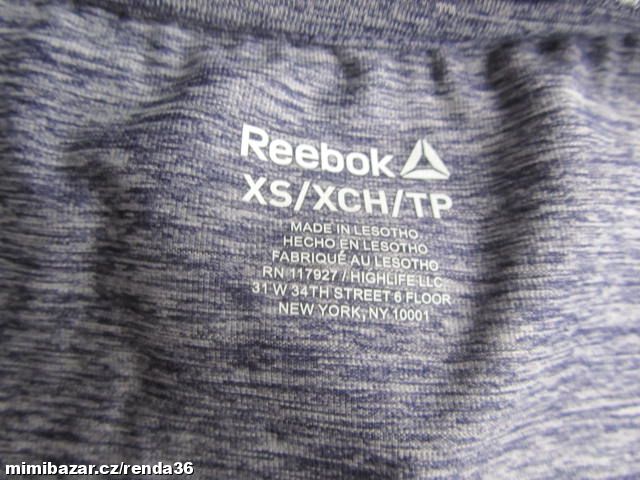 Reebok
XS/XCH/TP
MADE IN LESOTHO
HECHO EN LESOTHO
FABRIQUÉ AU LESOTHO
RN 117927 / HIGHLIFE LLC
31 W 34TH STREET 6 FLOOR
NEW YORK, NY 10001
mimibazar.cz/renda36